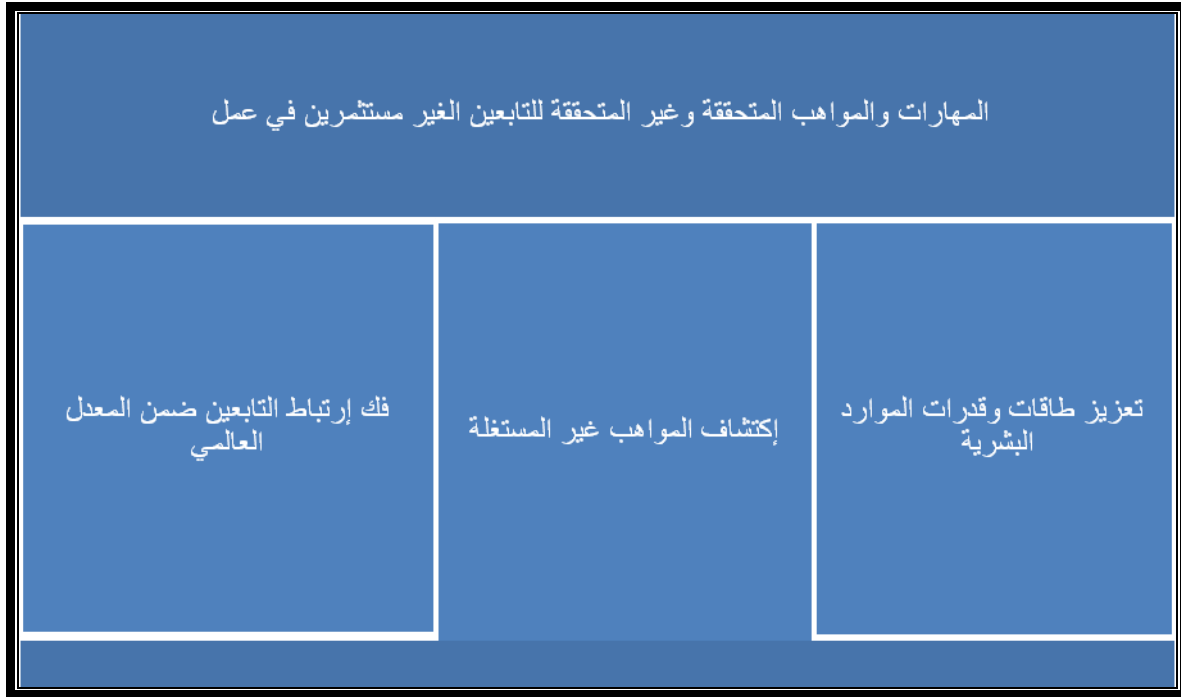 المهارات والمواهب المتحققة وغير المتحققة للتابعين الغير مستثمرين في عمل
تعزيز طاقات وقدرات الموارد
البشرية
إكتشاف المواهب غير المستغلة
فك إرتباط التابعين ضمن المعدل
العالمي